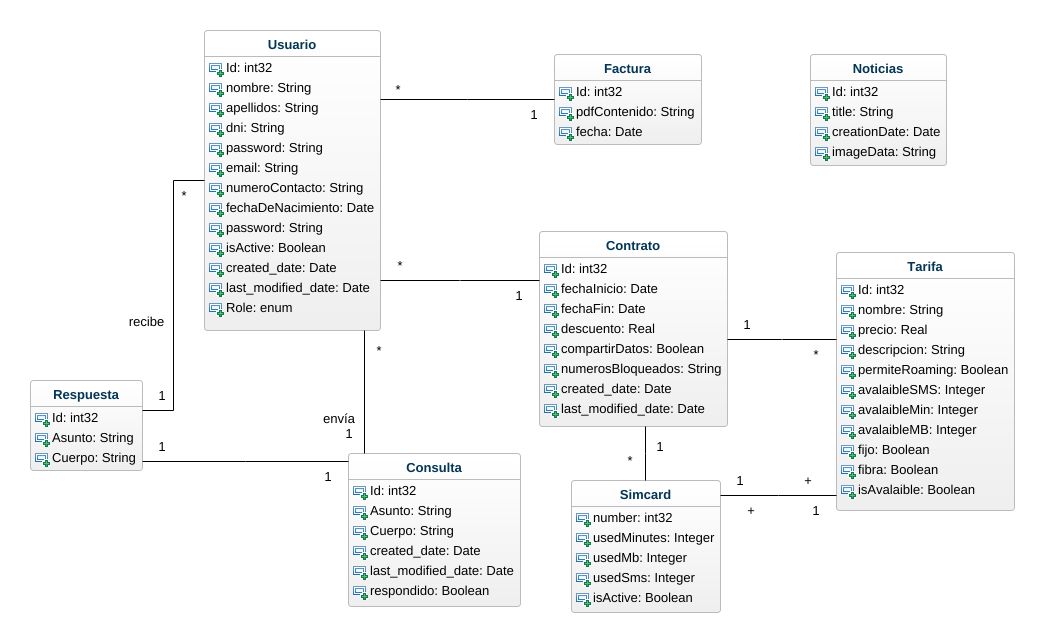 Usuario
Id: int32
nombre: String
apellidos: String
dni: String
password: String
email: String
numeroContacto: String
fechaDeNacimiento: Date
password: String
isActive: Boolean
created_date: Date
last_modified_date: Date
Role: enum
*
1
Factura
Id: int32
pdfContenido: String
fecha: Date
Noticias
Id: int32
title: String
creationDate: Date
imageData: String
*
recibe
1
*
1
Contrato
Id: int32
fechaInicio: Date
fechaFin: Date
descuento: Real
compartirDatos: Boolean
numerosBloqueados: String
created_date: Date
last_modified_date: Date
1
*
Tarifa
Id: int32
nombre: String
precio: Real
descripcion: String
permiteRoaming: Boolean
avalaibleSMS: Integer
avalaibleMin: Integer
avalaibleMB: Integer
fijo: Boolean
fibra: Boolean
isAvalaible: Boolean
Respuesta
Id: int32
Asunto: String
Cuerpo: String
1
1
*
envía
1
Consulta
Id: int32
Asunto: String
Cuerpo: String
created_date: Date
last_modified_date: Date
respondido: Boolean
1
*
Simcard
number: int32
usedMinutes: Integer
usedMb: Integer
usedSms: Integer
isActive: Boolean
1
+
+
1